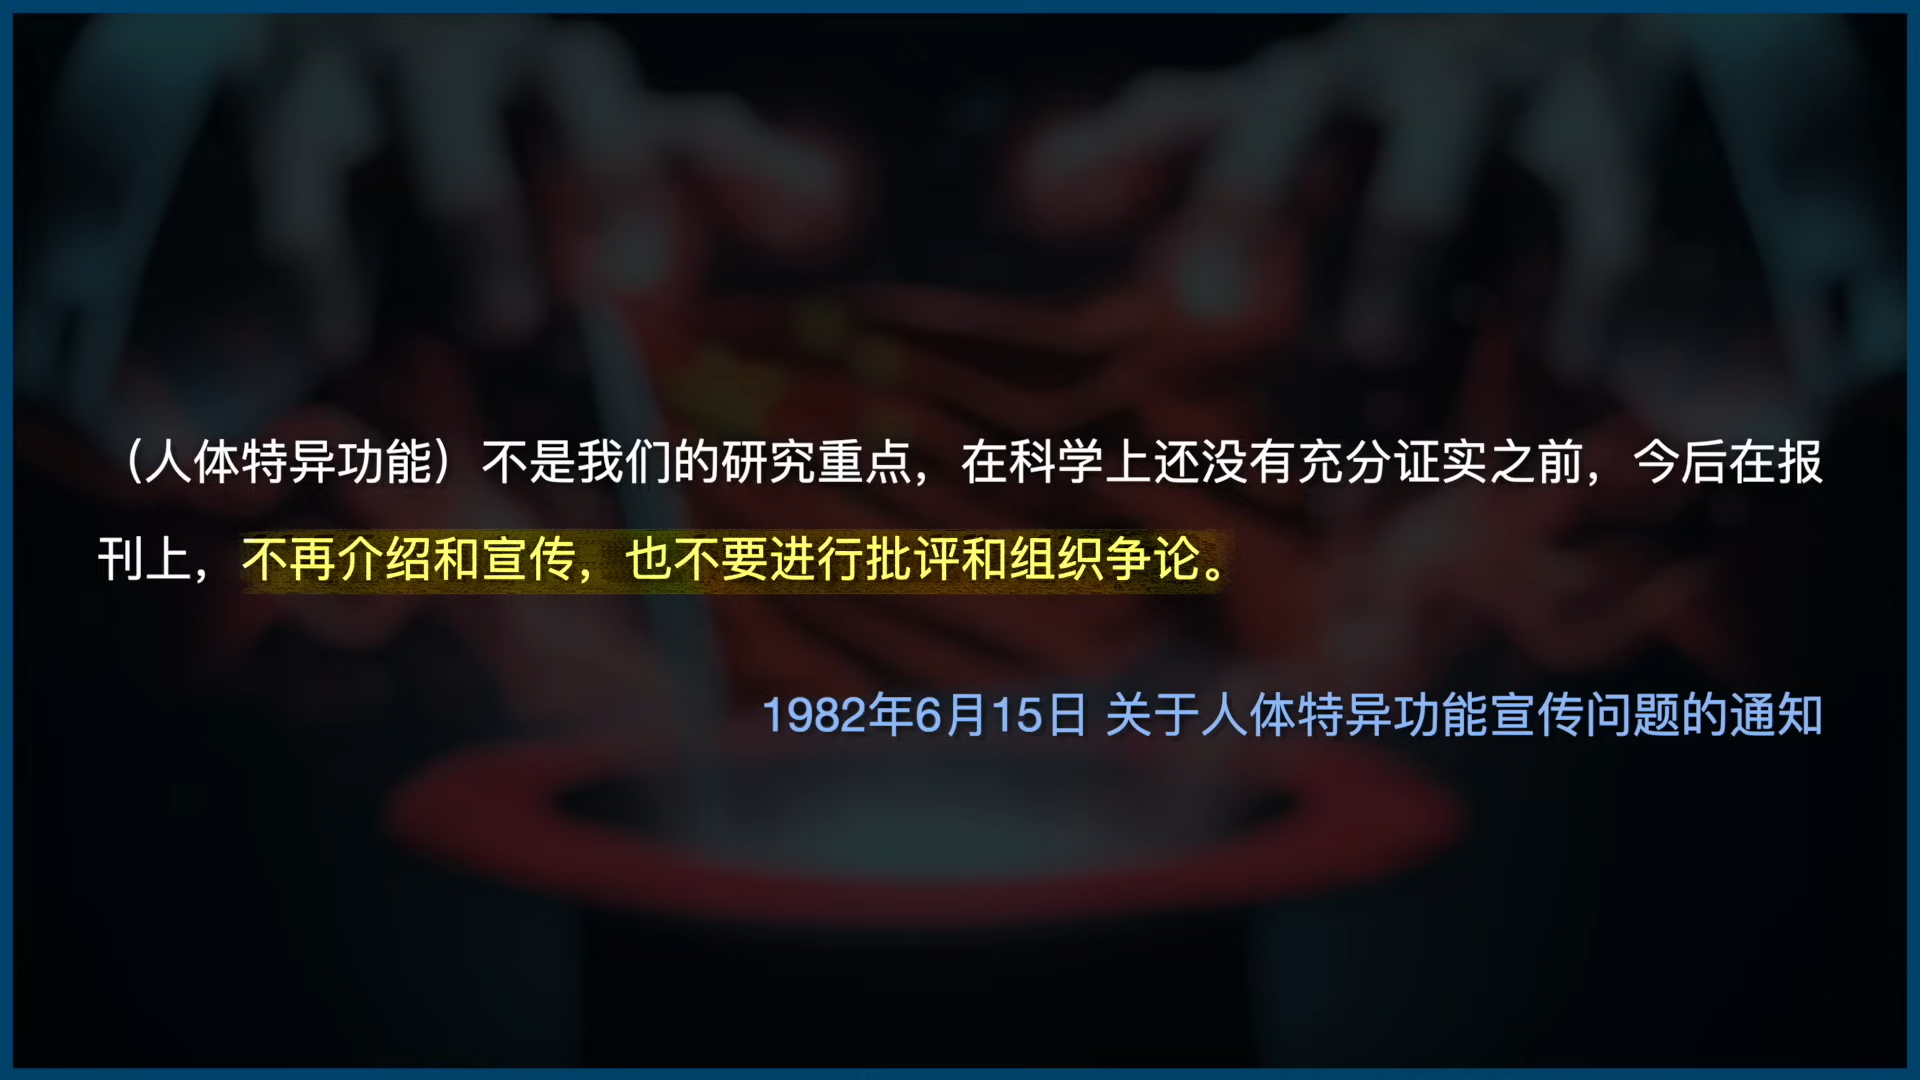 （人体特异功能）不是我们的研究重点，在科学上还没有充分证实之前，今后在报
刊上，不再介绍和宣传，也不要进行批评和组织争论。
1982年6月15日 关于人体特异功能宣传问题的通知